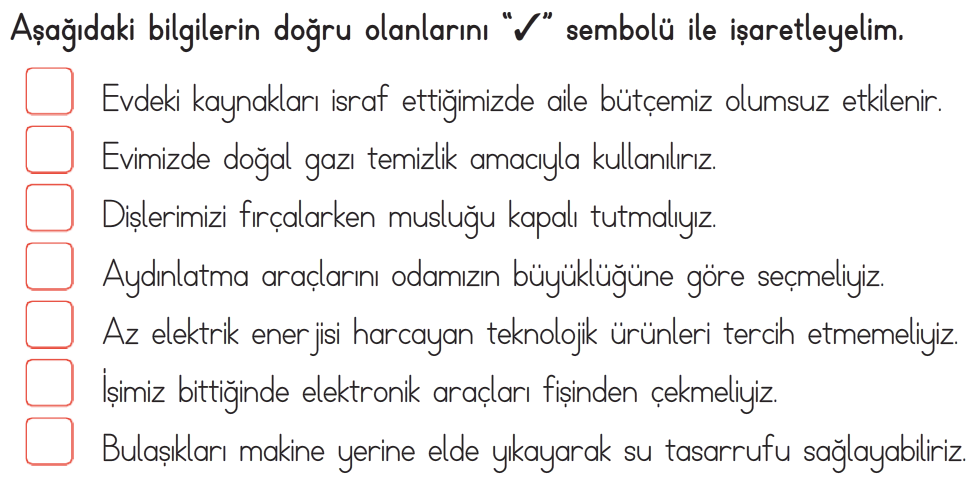 Aşağıdaki bilgilerin doğru olanlarını “✓” sembolü ile işaretleyelim.
Evdeki kaynakları israf ettiğimizde aile bütçemiz olumsuz etkilenir.
Evimizde doğal gazı temizlik amacıyla kullanılırız.
Dişlerimizi fırçalarken musluğu kapalı tutmalıyız.
Aydınlatma araçlarını odamızın büyüklüğüne göre seçmeliyiz.
Az elektrik enerjisi harcayan teknolojik ürünleri tercih etmemeliyiz.
İşimiz bittiğinde elektronik araçları fişinden çekmeliyiz.
Bulaşıkları makine yerine elde yıkayarak su tasarrufu sağlayabiliriz.